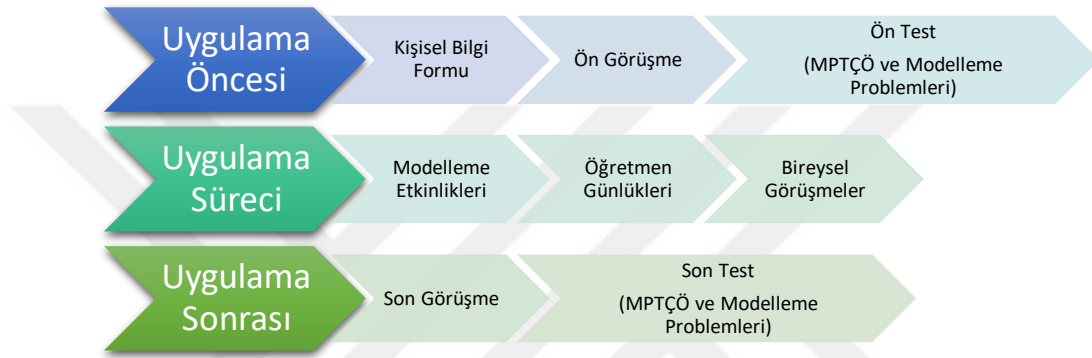 Uygulama
Öncesi
Kişisel Bilgi
Formu
Ön Görüşme
Ön Test
(MPTÇÖ ve Modelleme
Problemleri)
Uygulama
Süreci
Modelleme
Etkinlikleri
Öğretmen
Günlükleri
Bireysel
Görüşmeler
Uygulama
Sonrası
Son Görüşme
Son Test
(MPTÇÖ ve Modelleme
Problemleri)